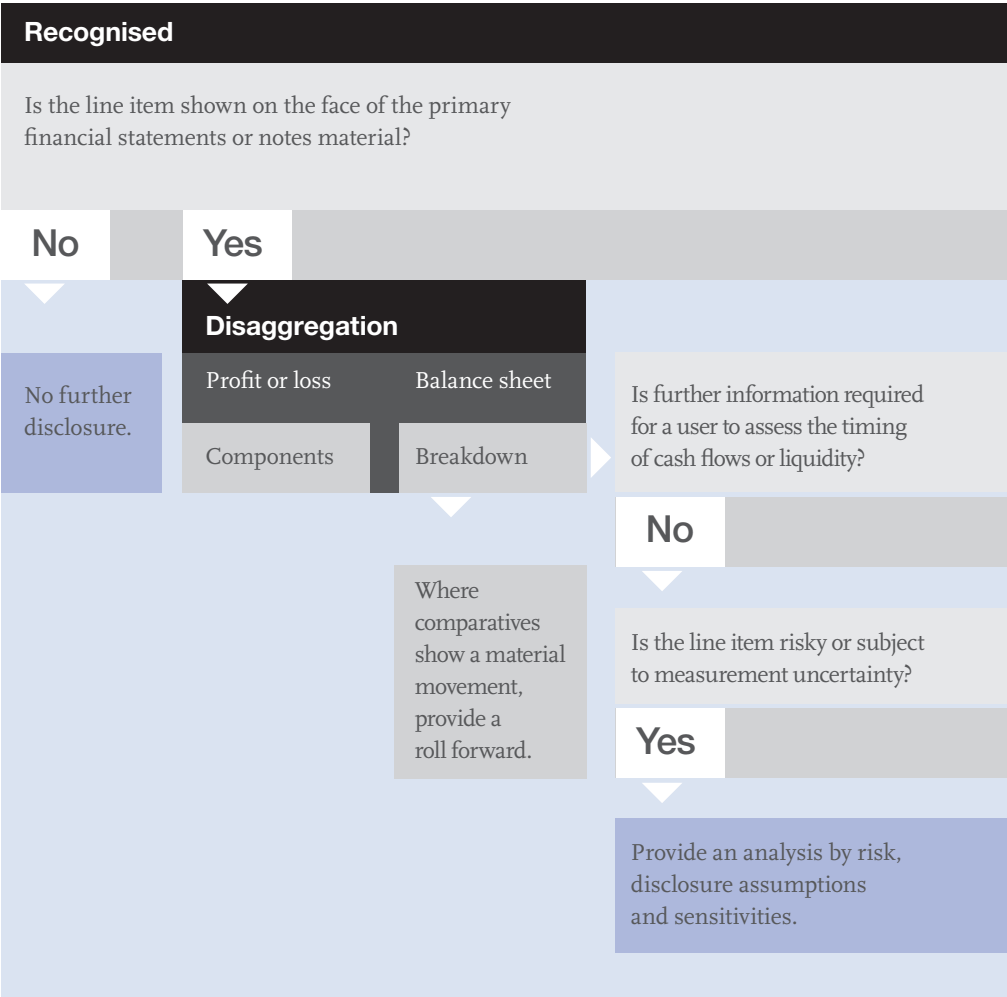 Recognised
Is the line item shown on the face of the primary
financial statements or notes material?
No
Yes
No further
disclosure.
Disaggregation
Profit or loss
Balance sheet
Components
Breakdown
Where
comparatives
show a material
movement,
provide a
roll forward.
Is further information required
for a user to assess the timing
of cash flows or liquidity?
No
Is the line item risky or subject
to measurement uncertainty?
Yes
Provide an analysis by risk,
disclosure assumptions
and sensitivities.